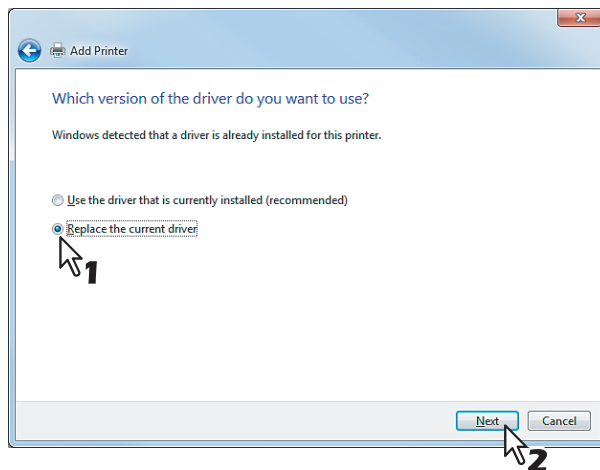 Add Printer
Which version of the driver do you want to use?
Windows detected that a driver is already installed for this printer.
Use the driver that is currently installed (recommended)
Replace the current driver
1
Next
Cancel
2